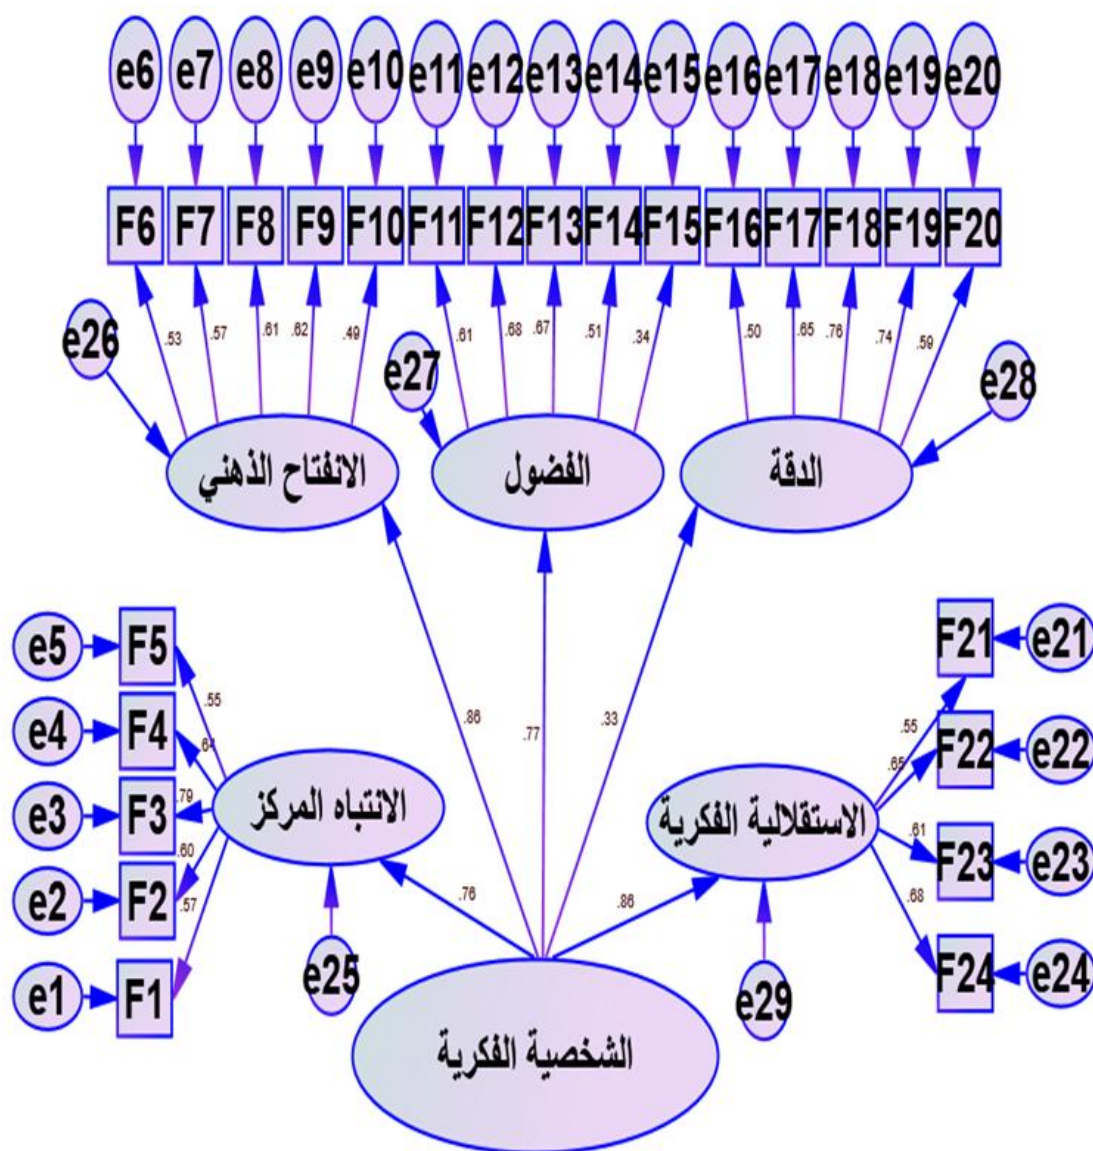 e6 e7 e8 e9 e10 e11 e12 e13 e14 e15 e16 e17 e18 e19 e20
F6 F7 F8 F9 F10 F11 F12 F13 F14 F15 F16 F17 F18 F19 F20
.53 .57 .61 .62 .49 .61 .68 .67 .51 .34 .50 .65 .76 .74 .59
e26 e27 e28
الانفتاح الذهني
الفضول
الدقة
e5 F5 .55
e4 F4 .64
e3 F3 .79
e2 F2 .60
e1 F1 .57
.86 .77 .33
F21 e21
.55
F22 e22
.65
F23 e23
.61
F24 e24
.68
الانتباه المركز
الاستقلالية الفكرية
.76 .86
e25 e29
الشخصية الفكرية